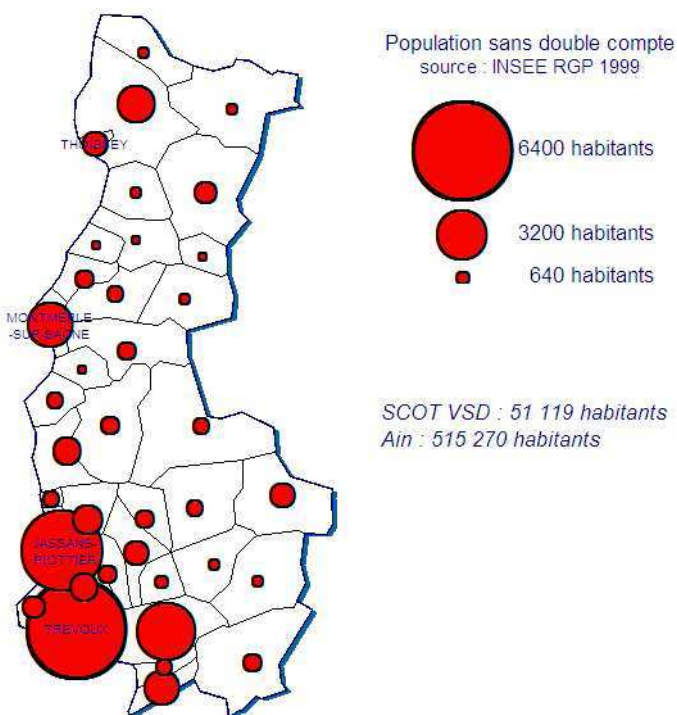 Population sans double compte
source : INSEE RGP 1999
6400 habitants
3200 habitants
640 habitants
SCOT VSD : 51 119 habitants
Ain : 515 270 habitants
THOISSEY
MONTMERLE
-SUR-SAONE
JASSANS-
RIOTTIER
TREVOUX